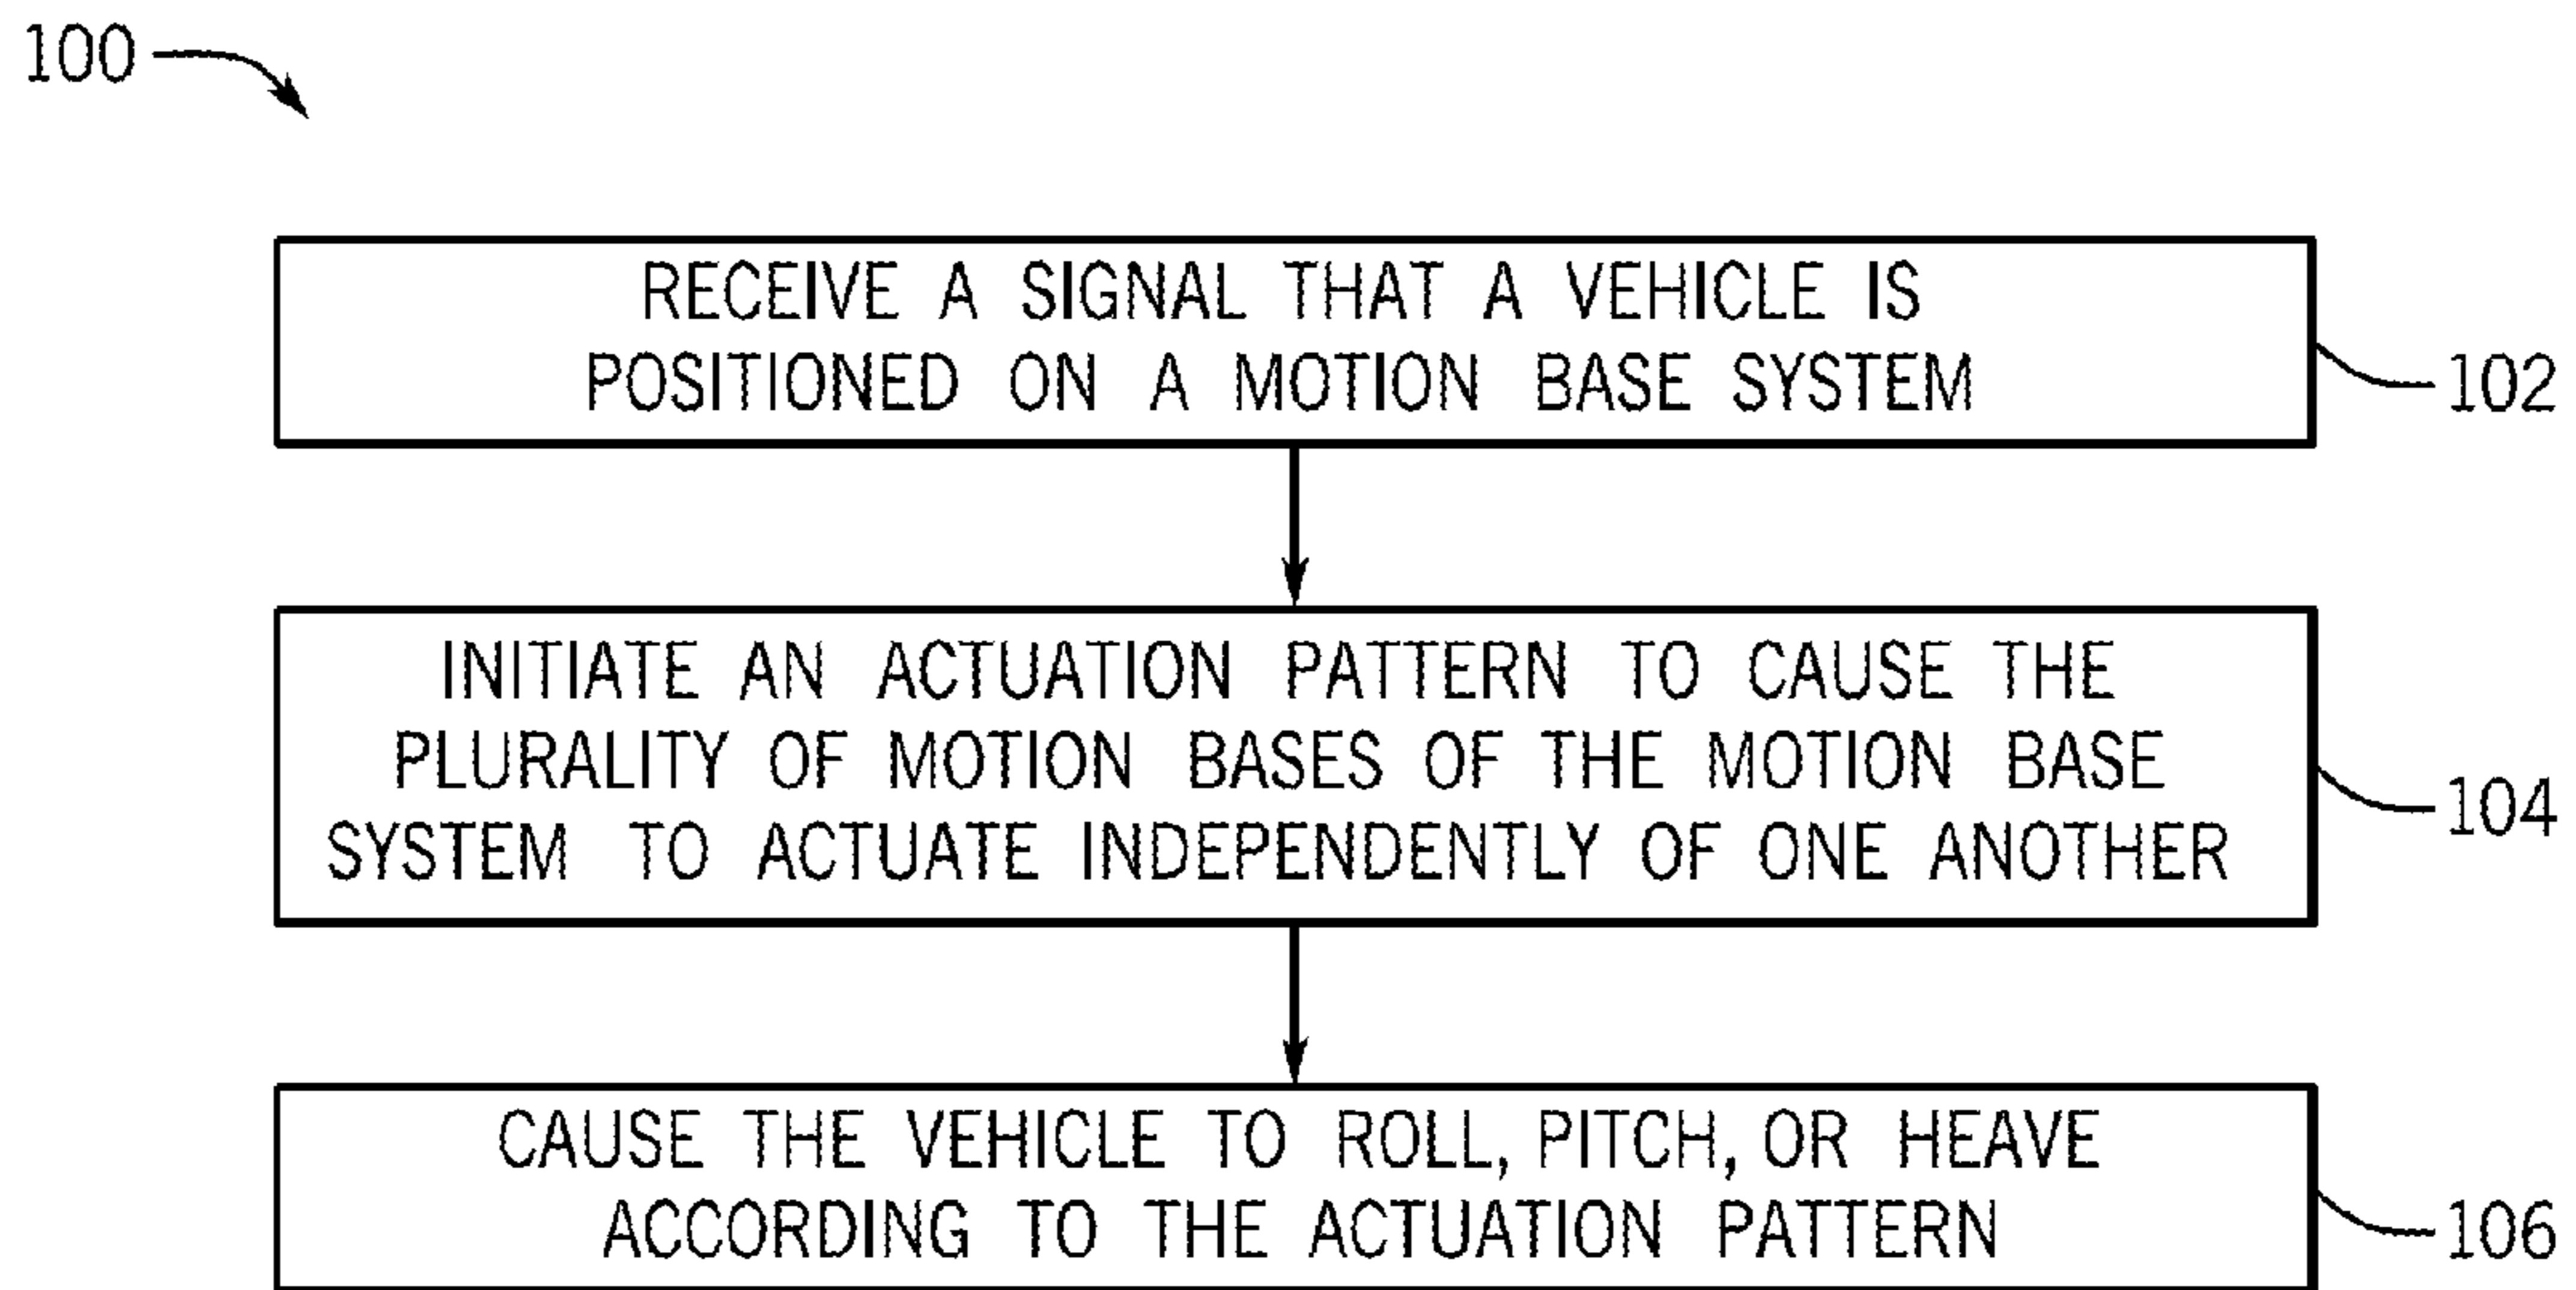 100
RECEIVE A SIGNAL THAT A VEHICLE IS
POSITIONED ON A MOTION BASE SYSTEM
102
INITIATE AN ACTUATION PATTERN TO CAUSE THE
PLURALITY OF MOTION BASES OF THE MOTION BASE
SYSTEM TO ACTUATE INDEPENDENTLY OF ONE ANOTHER
104
CAUSE THE VEHICLE TO ROLL, PITCH, OR HEAVE
ACCORDING TO THE ACTUATION PATTERN
106